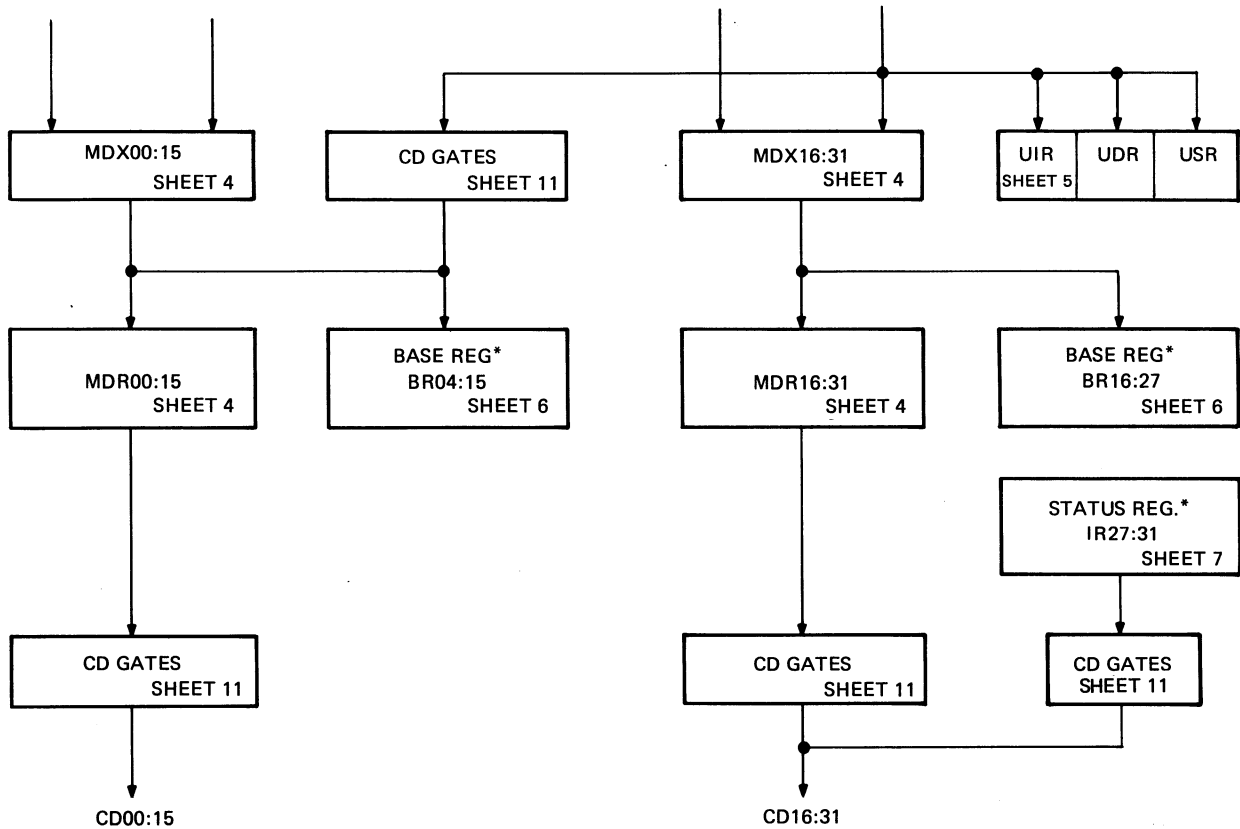 MDX00:15
SHEET 4
CD GATES
SHEET 11
MDX16:31
SHEET 4
UIR
SHEET 5
UDR
USR
MDR00:15
SHEET 4
BASE REG*
BR04:15
SHEET 6
MDR16:31
SHEET 4
BASE REG*
BR16:27
SHEET 6
STATUS REG.*
IR27:31
SHEET 7
CD GATES
SHEET 11
CD GATES
SHEET 11
CD GATES
SHEET 11
CD00:15
CD16:31